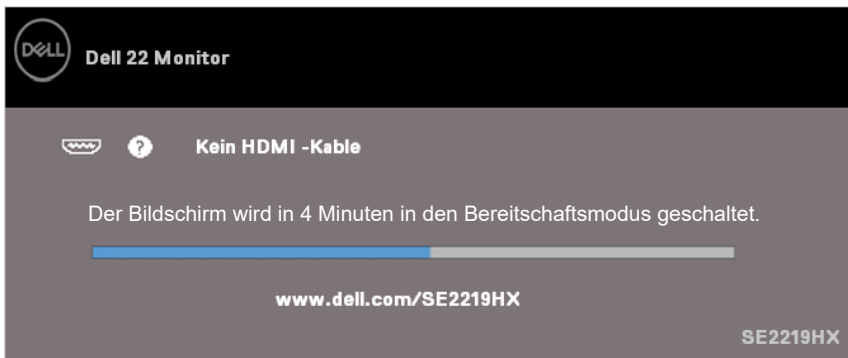 DELL
Dell 22 Monitor
? Kein HDMI -Kable
Der Bildschirm wird in 4 Minuten in den Bereitschaftsmodus geschaltet.
www.dell.com/SE2219HX
SE2219HX